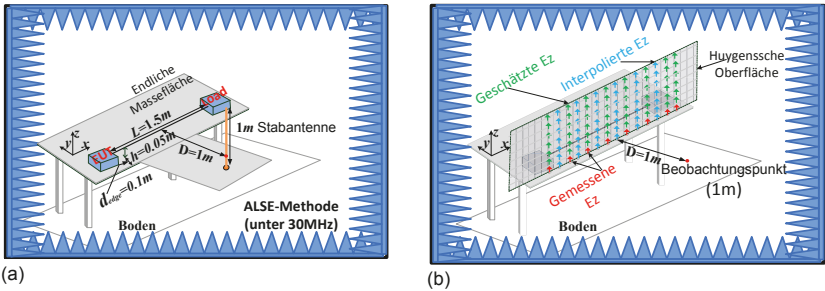 Endliche
Massefläche
Load
L=1.5m
1m Stabantenne
z
y
x
EUT
h=0.05m
D=1m
dedge=0.1m
ALSE-Methode
(unter 30MHz)
Boden
(a)
Geschätzte Ez
Interpolierte Ez
Huygenssche
Oberfläche
z
y
x
D=1m
Beobachtungspunkt
(1m)
Gemessene
Ez
Boden
(b)